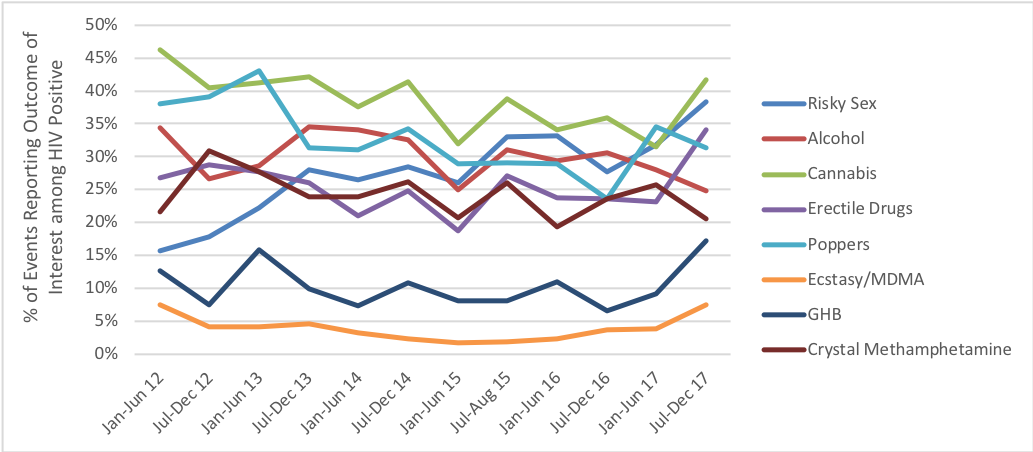 50%
45%
40%
35%
30%
25%
20%
15%
10%
5%
0%
% of Events Reporting Outcome of
Interest among HIV Positive
Jan-Jun 12
Jul-Dec 12
Jan-Jun 13
Jul-Dec 13
Jan-Jun 14
Jul-Dec 14
Jan-Jun 15
Jul-Aug 15
Jan-Jun 16
Jul-Dec 16
Jan-Jun 17
Jul-Dec 17
Risky Sex
Alcohol
Cannabis
Erectile Drugs
Poppers
Ecstasy/MDMA
GHB
Crystal Methamphetamine